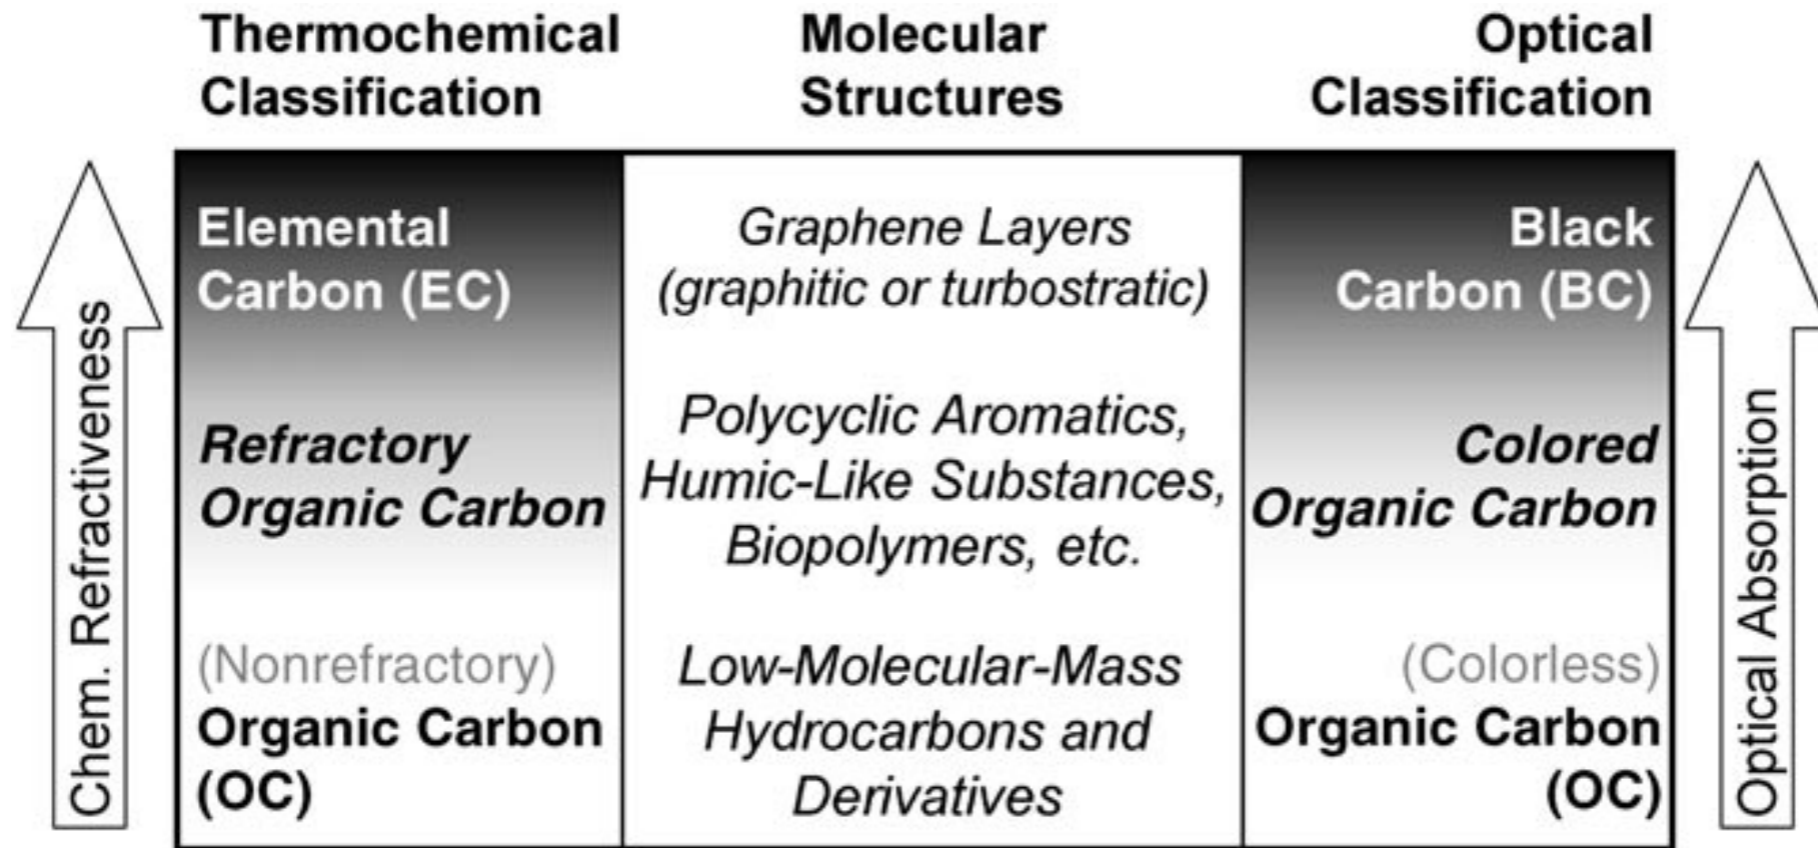 Thermochemical
Classification
Molecular
Structures
Optical
Classification
Chem. Refractiveness
Elemental
Carbon (EC)
Graphene Layers
(graphitic or turbostratic)
Black
Carbon (BC)
Refractory
Organic Carbon
Polycyclic Aromatics,
Humic-Like Substances,
Biopolymers, etc.
Colored
Organic Carbon
(Nonrefractory)
Organic Carbon
(OC)
Low-Molecular-Mass
Hydrocarbons and
Derivatives
(Colorless)
Organic Carbon
(OC)
Optical Absorption